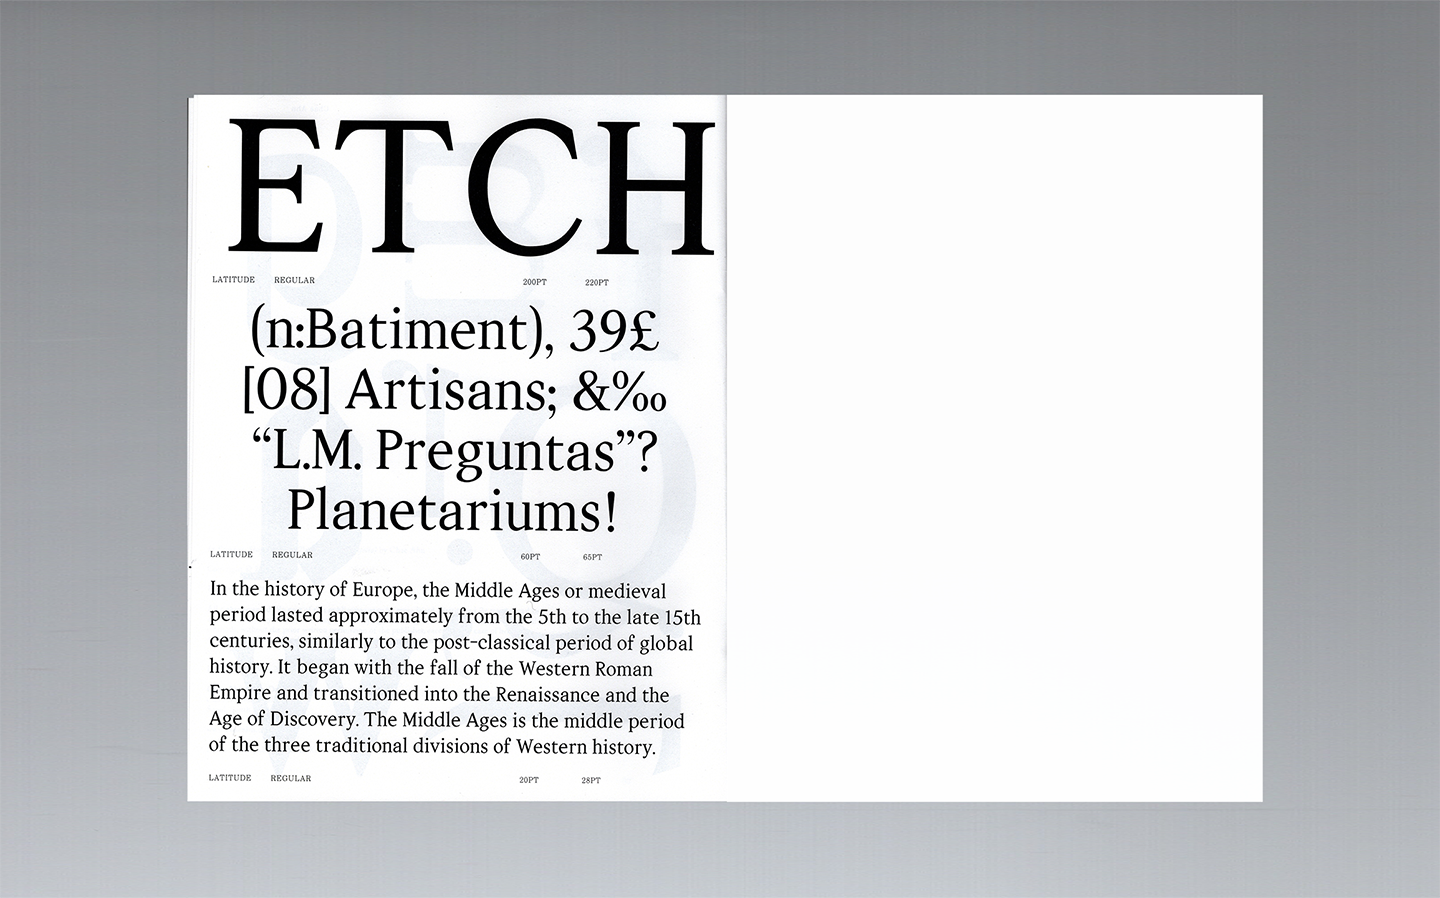 ETCH
LATITUDE REGULAR 200PT 220PT
(n:Batiment), 39£
[08] Artisans; &‰
“L.M. Preguntas”?
Planetariums!
LATITUDE REGULAR 60PT 65PT
In the history of Europe, the Middle Ages or medieval
period lasted approximately from the 5th to the late 15th
centuries, similarly to the post-classical period of global
history. It began with the fall of the Western Roman
Empire and transitioned into the Renaissance and the
Age of Discovery. The Middle Ages is the middle period
of the three traditional divisions of Western history.
LATITUDE REGULAR 20PT 28PT